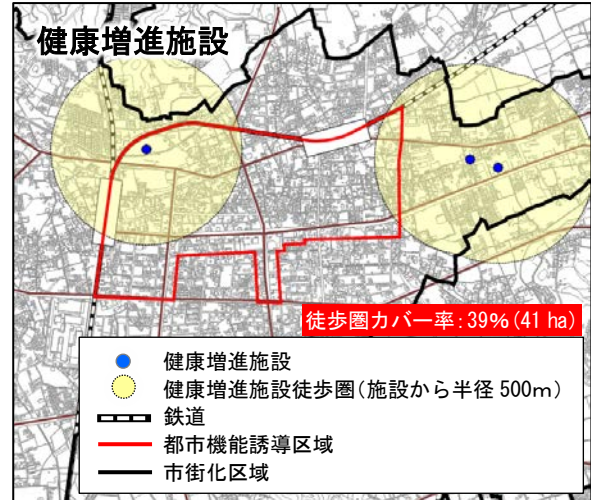 健康増進施設
徒歩圏カバー率:39%(41 ha)
健康増進施設
健康増進施設徒歩圏(施設から半径 500m)
鉄道
都市機能誘導区域
市街化区域